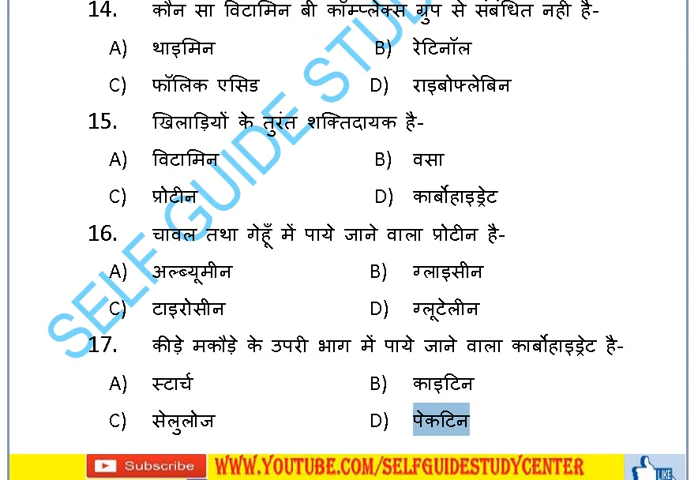 14. कौन सा विटामिन बी कॉम्प्लेक्स ग्रुप से संबंधित नही है-
A) थाइमिन B) रेटिनॉल
C) फॉलिक एसिड D) राइबोफ्लेबिन
15. खिलाड़ियों के तुरंत शक्तिदायक है-
A) विटामिन B) वसा
C) प्रोटीन D) कार्बोहाइड्रेट
16. चावल तथा गेहूँ में पाये जाने वाला प्रोटीन है-
A) अल्ब्यूमीन B) ग्लाइसीन
C) टाइरोसीन D) ग्लूटेलीन
17. कीड़े मकौड़े के उपरी भाग में पाये जाने वाला कार्बोहाइड्रेट है-
A) स्टार्च B) काइटिन
C) सेलुलोज D) पेकटिन
SELF GUIDE STUDY
Subscribe WWW.YOUTUBE.COM/SELFGUIDESTUDYCENTER LIKE